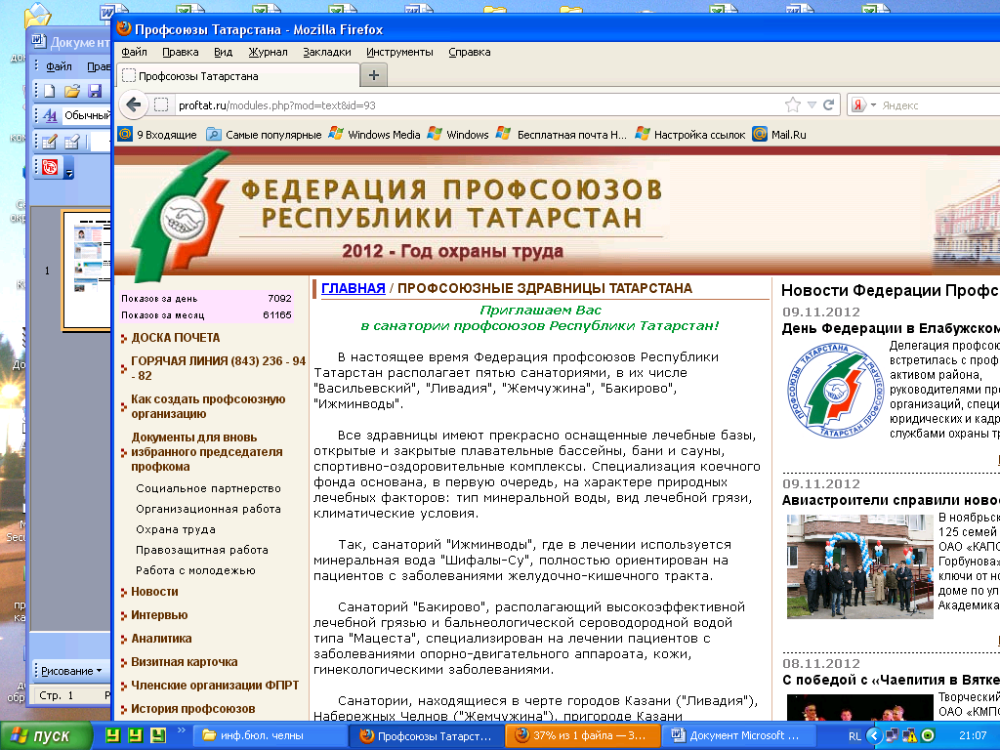 Профсоюзы Татарстана - Mozilla Firefox
Файл Правка Вид Журнал Закладки Инструменты Справка
Профсоюзы Татарстана
proftat.ru/modules.php?mod=text&id=93
Яндекс
9 Входящие Самые популярные Windows Media Windows Бесплатная почта H... Настройка ссылок Mail.Ru
Документ
Файл Прав
Обычный
1
Рисование
Стр. 1
ФЕДЕРАЦИЯ ПРОФСОЮЗОВ
РЕСПУБЛИКИ ТАТАРСТАН
2012 - Год охраны труда
Показов за день 7092
Показов за месяц 61165
ДОСКА ПОЧЕТА
ГОРЯЧАЯ ЛИНИЯ (843) 236 - 94
- 82
Как создать профсоюзную
организацию
Документы для вновь
избранного председателя
профкома
Социальное партнерство
Организационная работа
Охрана труда
Правозащитная работа
Работа с молодежью
Новости
Интервью
Аналитика
Визитная карточка
Членские организации ФПРТ
История профсоюзов
ГЛАВНАЯ / ПРОФСОЮЗНЫЕ ЗДРАВНИЦЫ ТАТАРСТАНА
Приглашаем Вас
в санатории профсоюзов Республики Татарстан!
В настоящее время Федерация профсоюзов Республики
Татарстан располагает пятью санаториями, в их числе
"Васильевский", "Ливадия", "Жемчужина", "Бакирово",
"Ижминводы".
Все здравницы имеют прекрасно оснащенные лечебные базы,
открытые и закрытые плавательные бассейны, бани и сауны,
спортивно-оздоровительные комплексы. Специализация коечного
фонда основана, в первую очередь, на характере природных
лечебных факторов: тип минеральной воды, вид лечебной грязи,
климатические условия.
Так, санаторий "Ижминводы", где в лечении используется
минеральная вода "Шифалы-Су", полностью ориентирован на
пациентов с заболеваниями желудочно-кишечного тракта.
Санаторий "Бакирово", располагающий высокоэффективной
лечебной грязью и бальнеологической сероводородной водой
типа "Мацеста", специализирован на лечении пациентов с
заболеваниями опорно-двигательного аппороата, кожи,
гинекологическими заболеваниями.
Санатории, находящиеся в черте городов Казани ("Ливадия"),
Набережных Челнов ("Жемчужина"), пригороде Казани
Новости Федерации Профс
09.11.2012
День Федерации в Елабужском
ПРОФСОЮЗЫ ТАТАРСТАНА
Делегация профсою
встретилась с проф
активом района,
руководителями пр
организаций, специ
юридических и кадр
службами охраны тр
09.11.2012
Авиастроители справили ново
В ноябрьск
125 семей
ОАО «КАПО
Горбунова»
ключи от но
доме по ул
Академика
08.11.2012
С победой с «Чаепития в Вятке
Творческий
ОАО «КМПО
пуск инф.бюл. челны Профсоюзы Татарст... 37% из 1 файла — З... Документ Microsoft ... RL 21:07